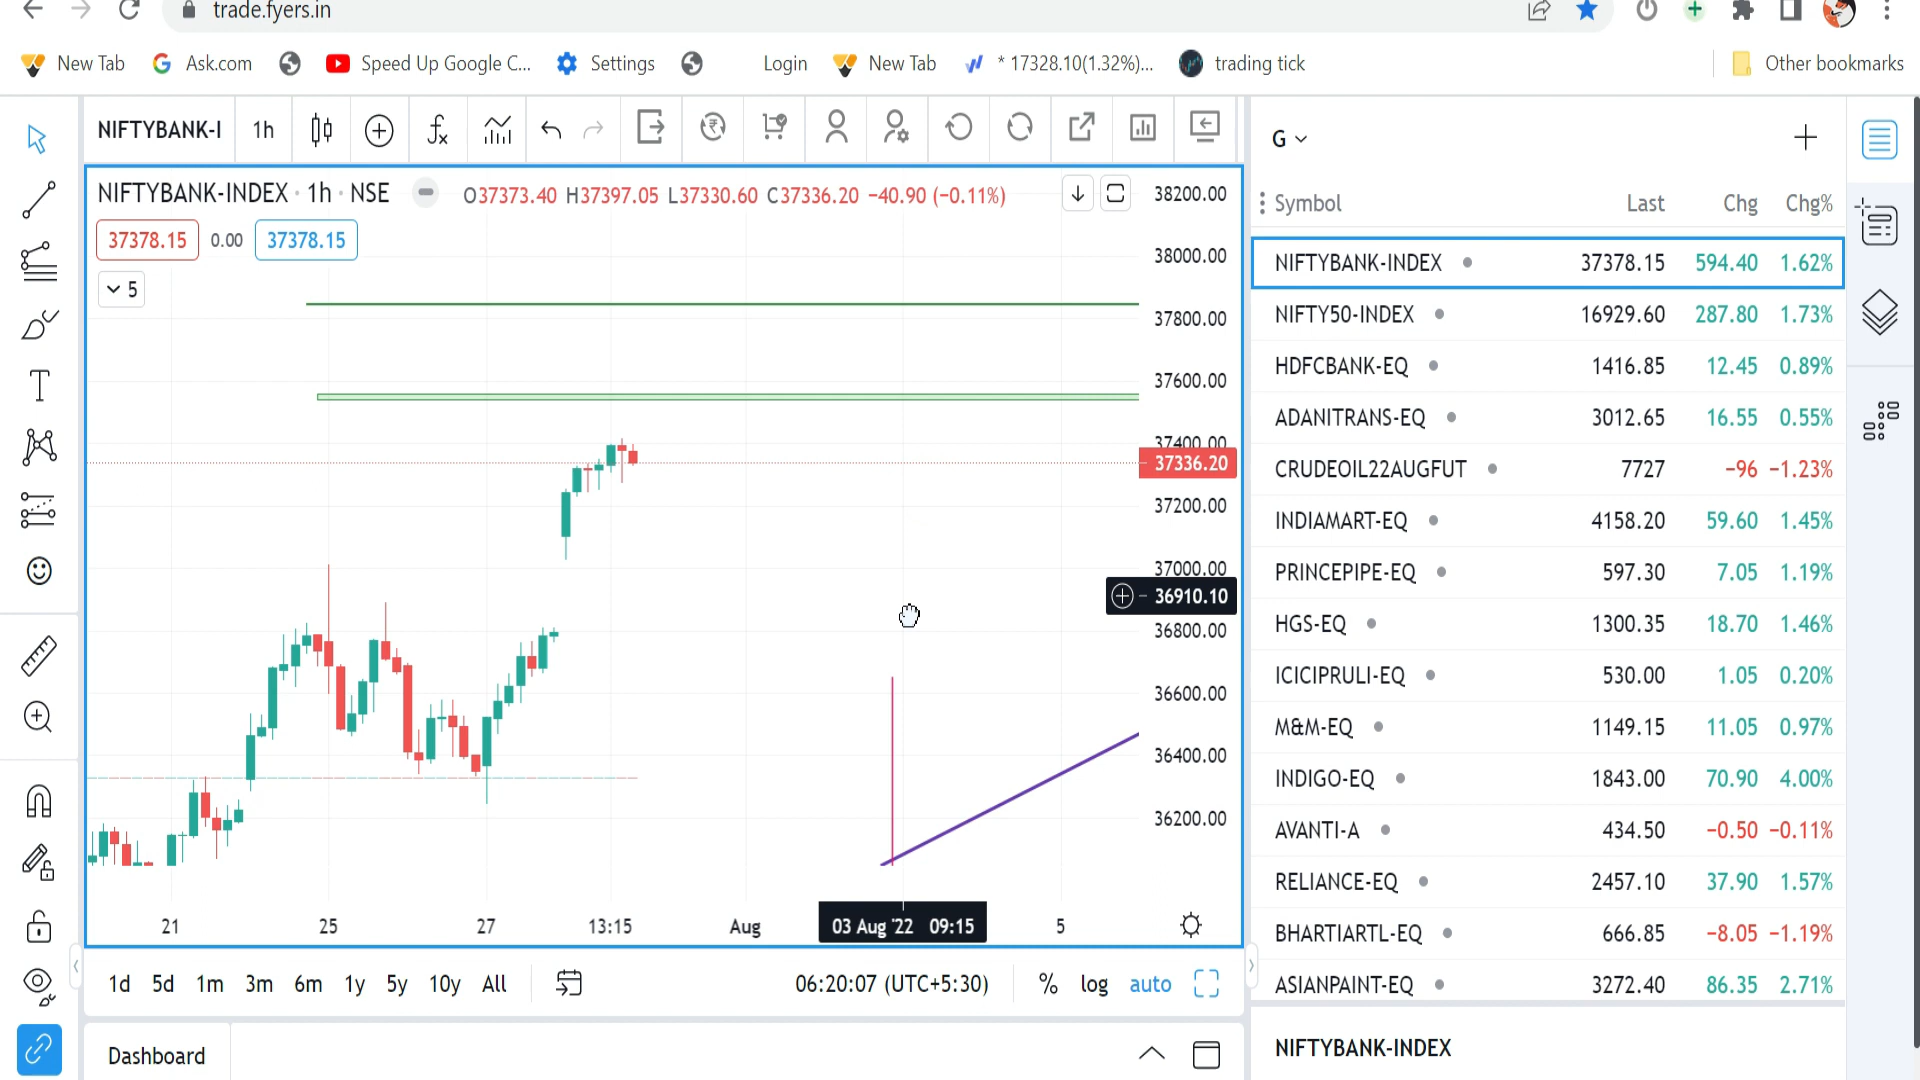 trade.fyers.in
New Tab Ask.com Speed Up Google C... Settings Login New Tab * 17328.10(1.32%)... trading tick Other bookmarks
NIFTYBANK-I 1h
NIFTYBANK-INDEX · 1h · NSE O37373.40 H37397.05 L37330.60 C37336.20 −40.90 (−0.11%)
37378.15 0.00 37378.15
5
38200.00
38000.00
37800.00
37600.00
37400.00
37336.20
37200.00
37000.00
36910.10
36800.00
36600.00
36400.00
36200.00
21 25 27 13:15 Aug 03 Aug '22 09:15 5
1d 5d 1m 3m 6m 1y 5y 10y All 06:20:07 (UTC+5:30) % log auto
Dashboard
G
Symbol Last Chg Chg%
NIFTYBANK-INDEX 37378.15 594.40 1.62%
NIFTY50-INDEX 16929.60 287.80 1.73%
HDFCBANK-EQ 1416.85 12.45 0.89%
ADANITRANS-EQ 3012.65 16.55 0.55%
CRUDEOIL22AUGFUT 7727 −96 −1.23%
INDIAMART-EQ 4158.20 59.60 1.45%
PRINCEPIPE-EQ 597.30 7.05 1.19%
HGS-EQ 1300.35 18.70 1.46%
ICICIPRULI-EQ 530.00 1.05 0.20%
M&M-EQ 1149.15 11.05 0.97%
INDIGO-EQ 1843.00 70.90 4.00%
AVANTI-A 434.50 −0.50 −0.11%
RELIANCE-EQ 2457.10 37.90 1.57%
BHARTIARTL-EQ 666.85 −8.05 −1.19%
ASIANPAINT-EQ 3272.40 86.35 2.71%
NIFTYBANK-INDEX